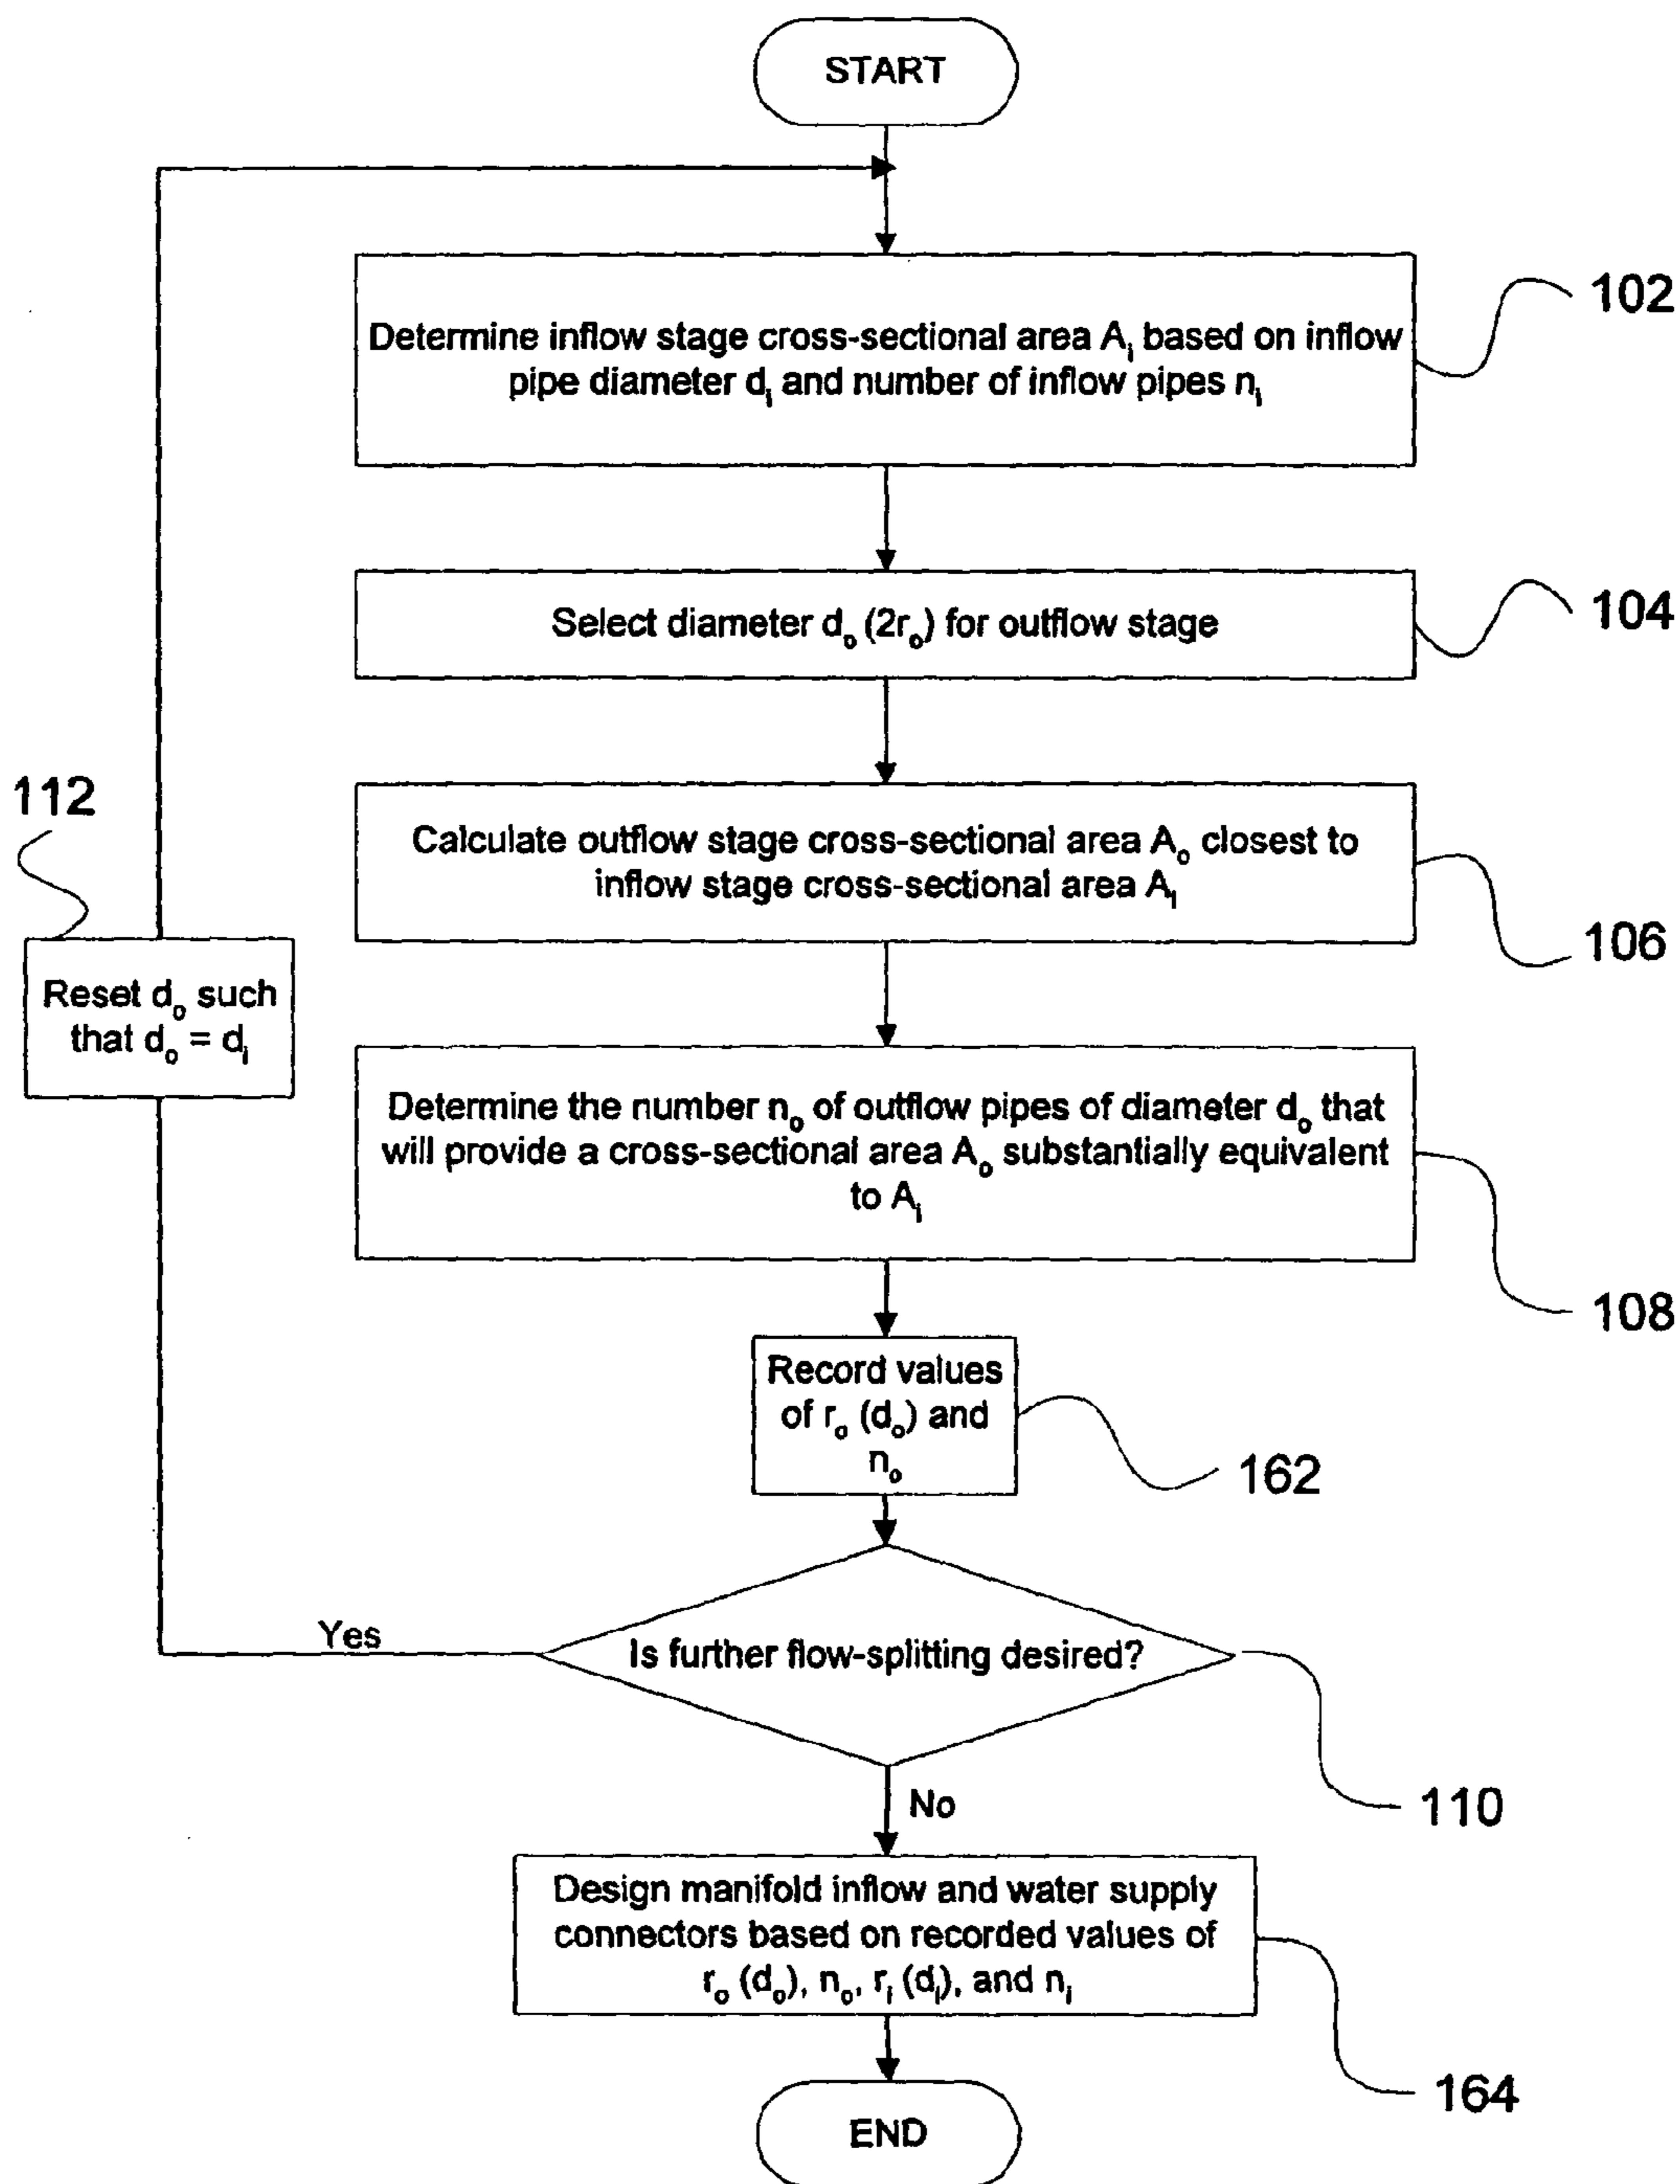 START
Determine inflow stage cross-sectional area Aᵢ based on inflow
pipe diameter dᵢ and number of inflow pipes nᵢ
102
Select diameter dₒ (2rₒ) for outflow stage
104
Calculate outflow stage cross-sectional area Aₒ closest to
inflow stage cross-sectional area Aᵢ
106
112
Reset dₒ such
that dₒ = dᵢ
Determine the number nₒ of outflow pipes of diameter dₒ that
will provide a cross-sectional area Aₒ substantially equivalent
to Aᵢ
108
Record values
of rₒ (dₒ) and
nₒ
162
Is further flow-splitting desired?
Yes
110
No
Design manifold inflow and water supply
connectors based on recorded values of
rₒ (dₒ), nₒ, rᵢ (dᵢ), and nᵢ
164
END